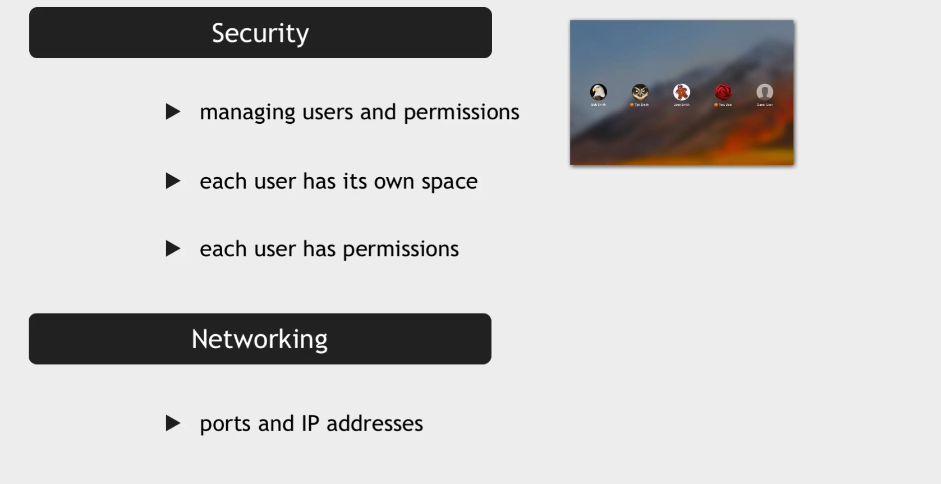 Security
managing users and permissions
each user has its own space
each user has permissions
Networking
ports and IP addresses